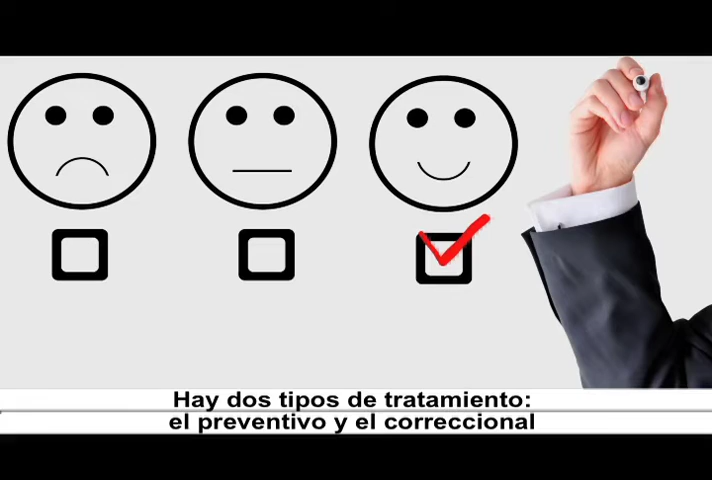 Hay dos tipos de tratamiento:
el preventivo y el correccional